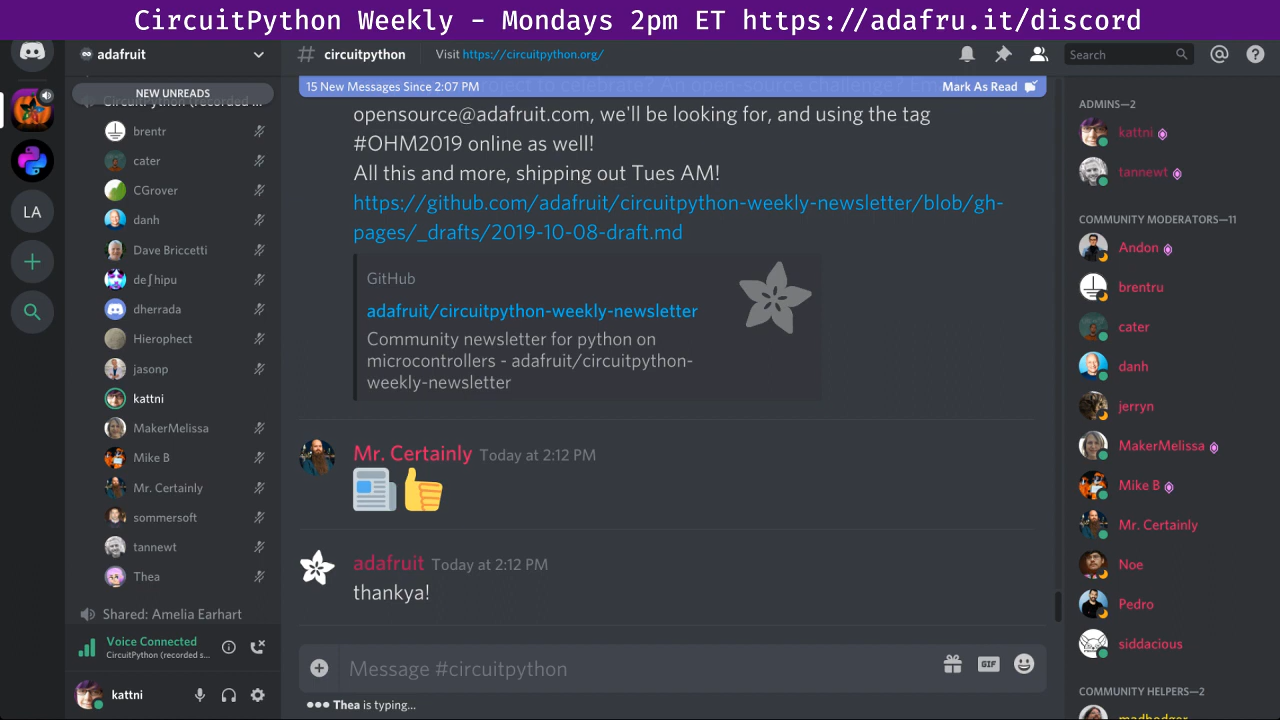 CircuitPython Weekly - Mondays 2pm ET https://adafru.it/discord
adafruit
NEW UNREADS
CircuitPython (recorded ...
brentr
cater
CGrover
danh
Dave Briccetti
de∫hipu
dherrada
Hierophect
jasonp
kattni
MakerMelissa
Mike B
Mr. Certainly
sommersoft
tannewt
Thea
Shared: Amelia Earhart
Voice Connected
CircuitPython (recorded s...
kattni
LA
# circuitpython
Visit https://circuitpython.org/
Search
15 New Messages Since 2:07 PM
Mark As Read
opensource@adafruit.com, we'll be looking for, and using the tag
#OHM2019 online as well!
All this and more, shipping out Tues AM!
https://github.com/adafruit/circuitpython-weekly-newsletter/blob/gh-
pages/_drafts/2019-10-08-draft.md
GitHub
adafruit/circuitpython-weekly-newsletter
Community newsletter for python on
microcontrollers - adafruit/circuitpython-
weekly-newsletter
Mr. Certainly Today at 2:12 PM
adafruit Today at 2:12 PM
thankya!
Message #circuitpython
GIF
Thea is typing...
ADMINS—2
kattni
tannewt
COMMUNITY MODERATORS—11
Andon
brentru
cater
danh
jerryn
MakerMelissa
Mike B
Mr. Certainly
Noe
Pedro
siddacious
COMMUNITY HELPERS—2